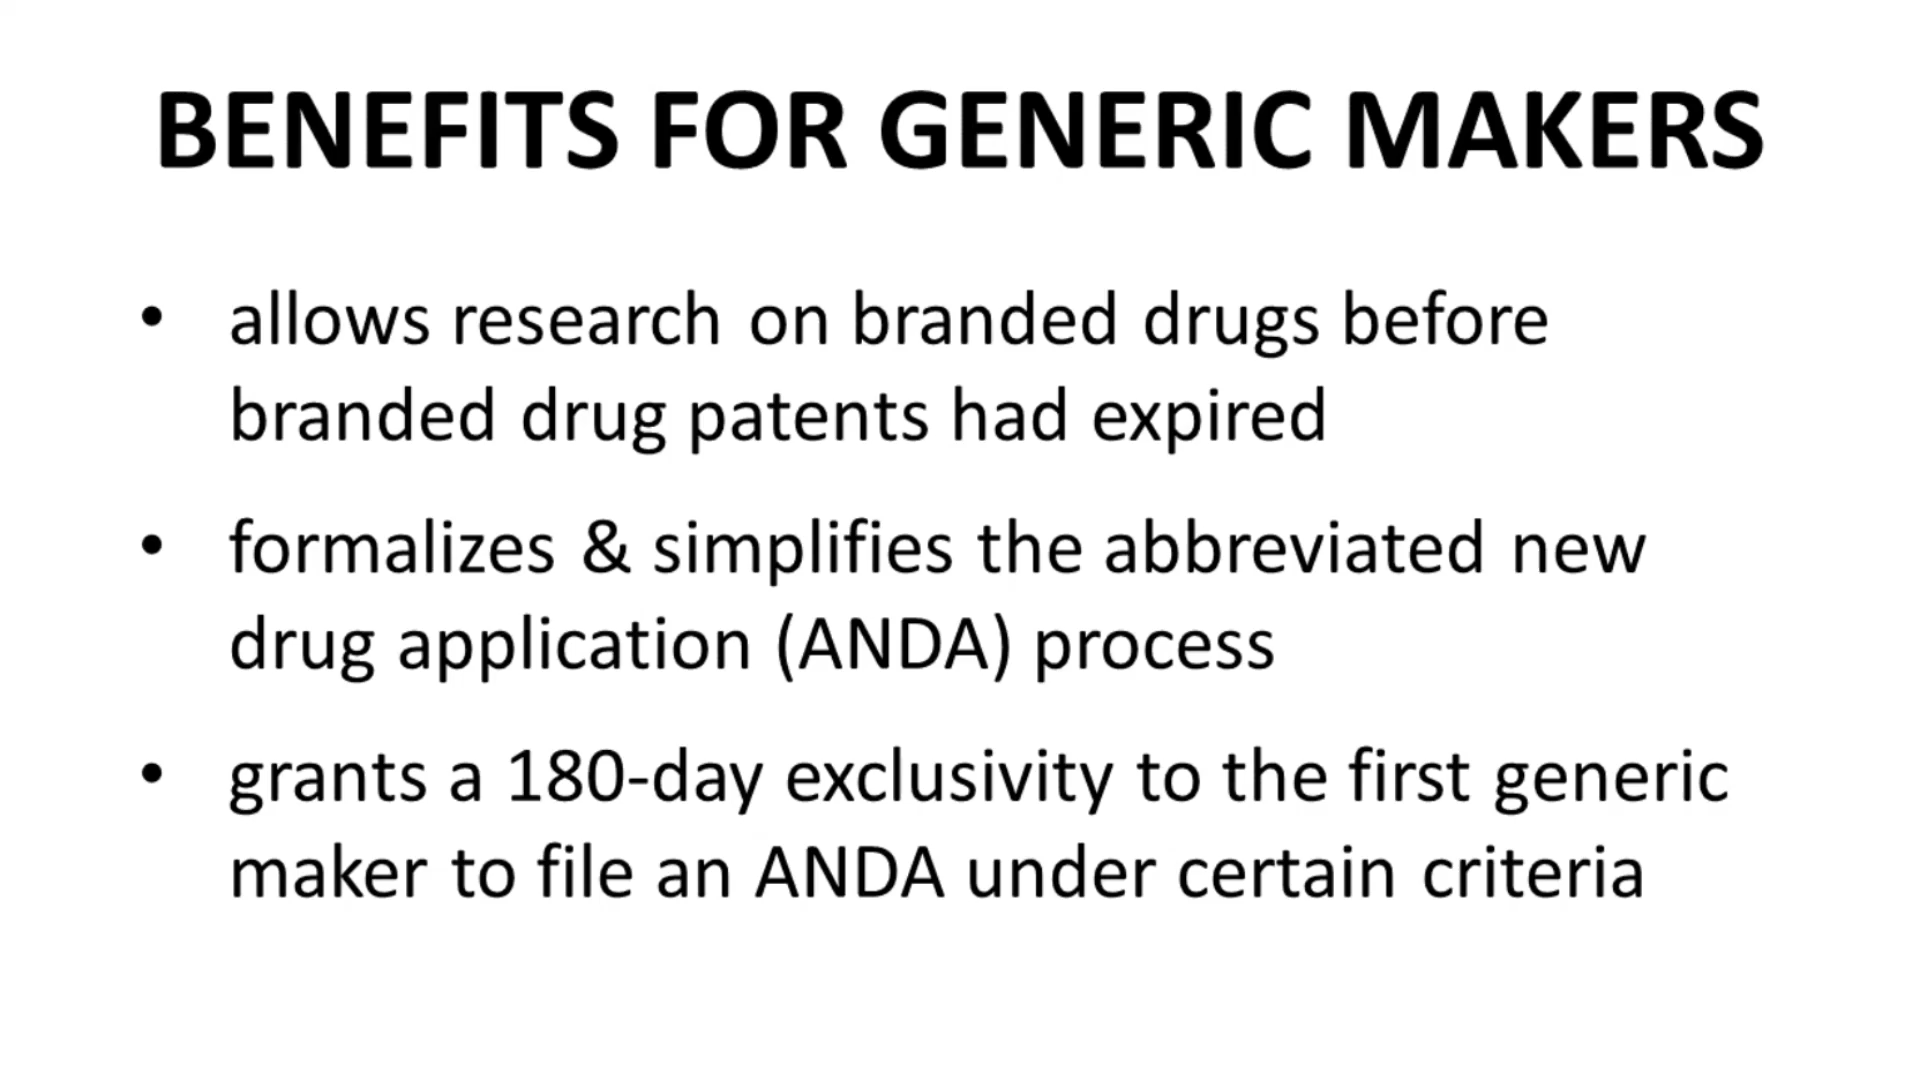 BENEFITS FOR GENERIC MAKERS
• allows research on branded drugs before
branded drug patents had expired
• formalizes & simplifies the abbreviated new
drug application (ANDA) process
• grants a 180-day exclusivity to the first generic
maker to file an ANDA under certain criteria